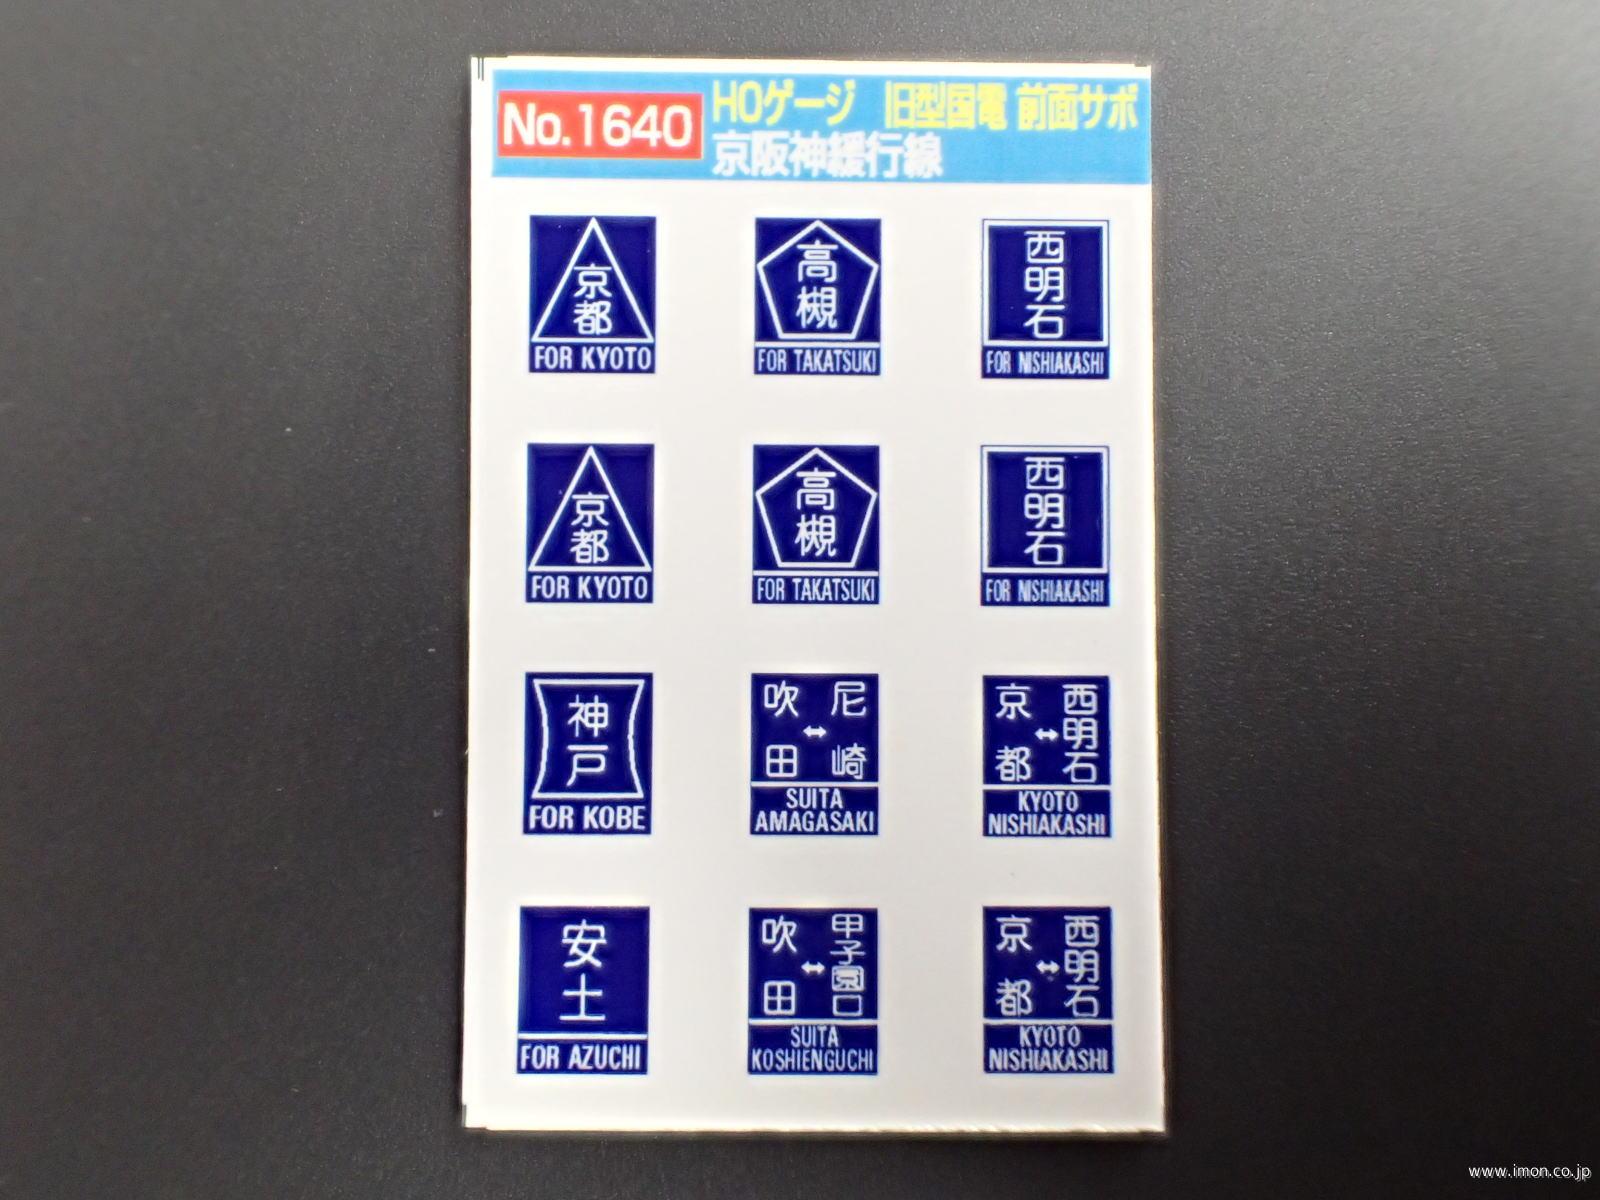 No.1640
HOゲージ 旧型国電 前面サボ
京阪神緩行線
京都
FOR KYOTO
高槻
FOR TAKATSUKI
西明石
FOR NISHIAKASHI
京都
FOR KYOTO
高槻
FOR TAKATSUKI
西明石
FOR NISHIAKASHI
神戸
FOR KOBE
吹田↔尼崎
SUITA
AMAGASAKI
京都↔西明石
KYOTO
NISHIAKASHI
安土
FOR AZUCHI
吹田↔甲子園口
SUITA
KOSHIENGUCHI
京都↔西明石
KYOTO
NISHIAKASHI
www.imon.co.jp